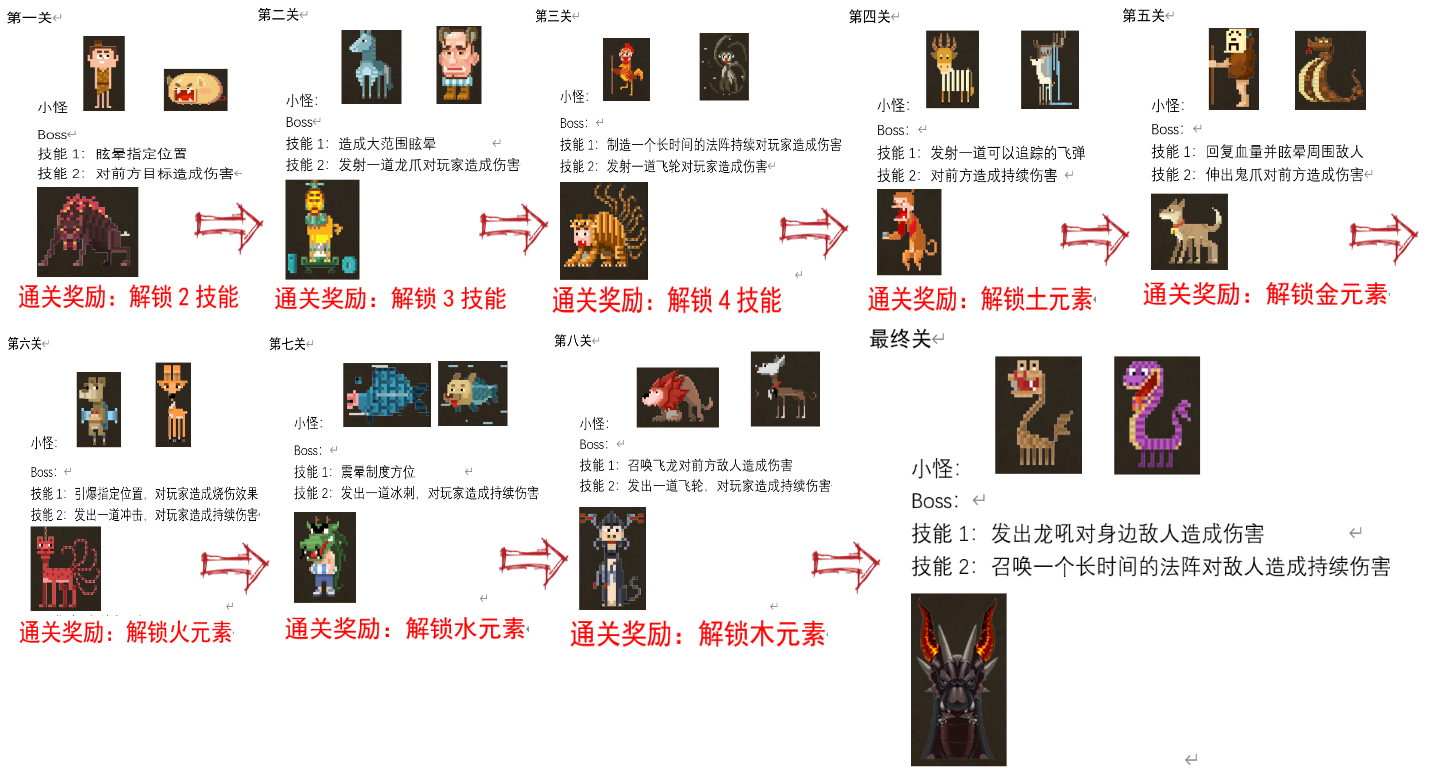 第一关
小怪
Boss
技能 1：眩晕指定位置
技能 2：对前方目标造成伤害
通关奖励：解锁 2 技能
第二关
小怪：
Boss
技能 1：造成大范围眩晕
技能 2：发射一道龙爪对玩家造成伤害
通关奖励：解锁 3 技能
第三关
小怪：
Boss：
技能 1：制造一个长时间的法阵持续对玩家造成伤害
技能 2：发射一道飞轮对玩家造成伤害
通关奖励：解锁 4 技能
第四关
小怪：
Boss：
技能 1：发射一道可以追踪的飞弹
技能 2：对前方造成持续伤害
通关奖励：解锁土元素
第五关
小怪：
Boss：
技能 1：回复血量并眩晕周围敌人
技能 2：伸出鬼爪对前方造成伤害
通关奖励：解锁金元素
第六关
小怪：
Boss：
技能 1：引爆指定位置，对玩家造成烧伤效果
技能 2：发出一道冲击，对玩家造成持续伤害
通关奖励：解锁火元素
第七关
小怪：
Boss：
技能 1：震晕制度方位
技能 2：发出一道冰刺，对玩家造成持续伤害
通关奖励：解锁水元素
第八关
小怪：
Boss：
技能 1：召唤飞龙对前方敌人造成伤害
技能 2：发出一道飞轮，对玩家造成持续伤害
通关奖励：解锁木元素
最终关
小怪：
Boss：
技能 1：发出龙吼对身边敌人造成伤害
技能 2：召唤一个长时间的法阵对敌人造成持续伤害